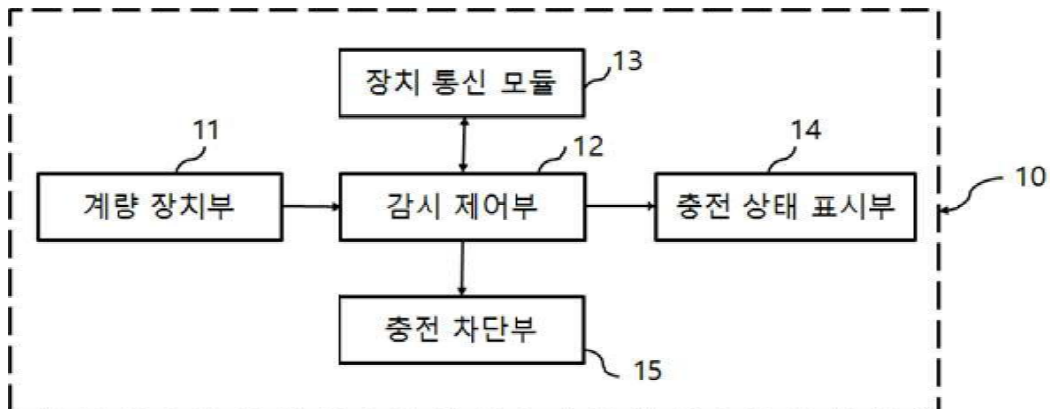 장치 통신 모듈
13
11
12
14
계량 장치부
감시 제어부
충전 상태 표시부
10
충전 차단부
15